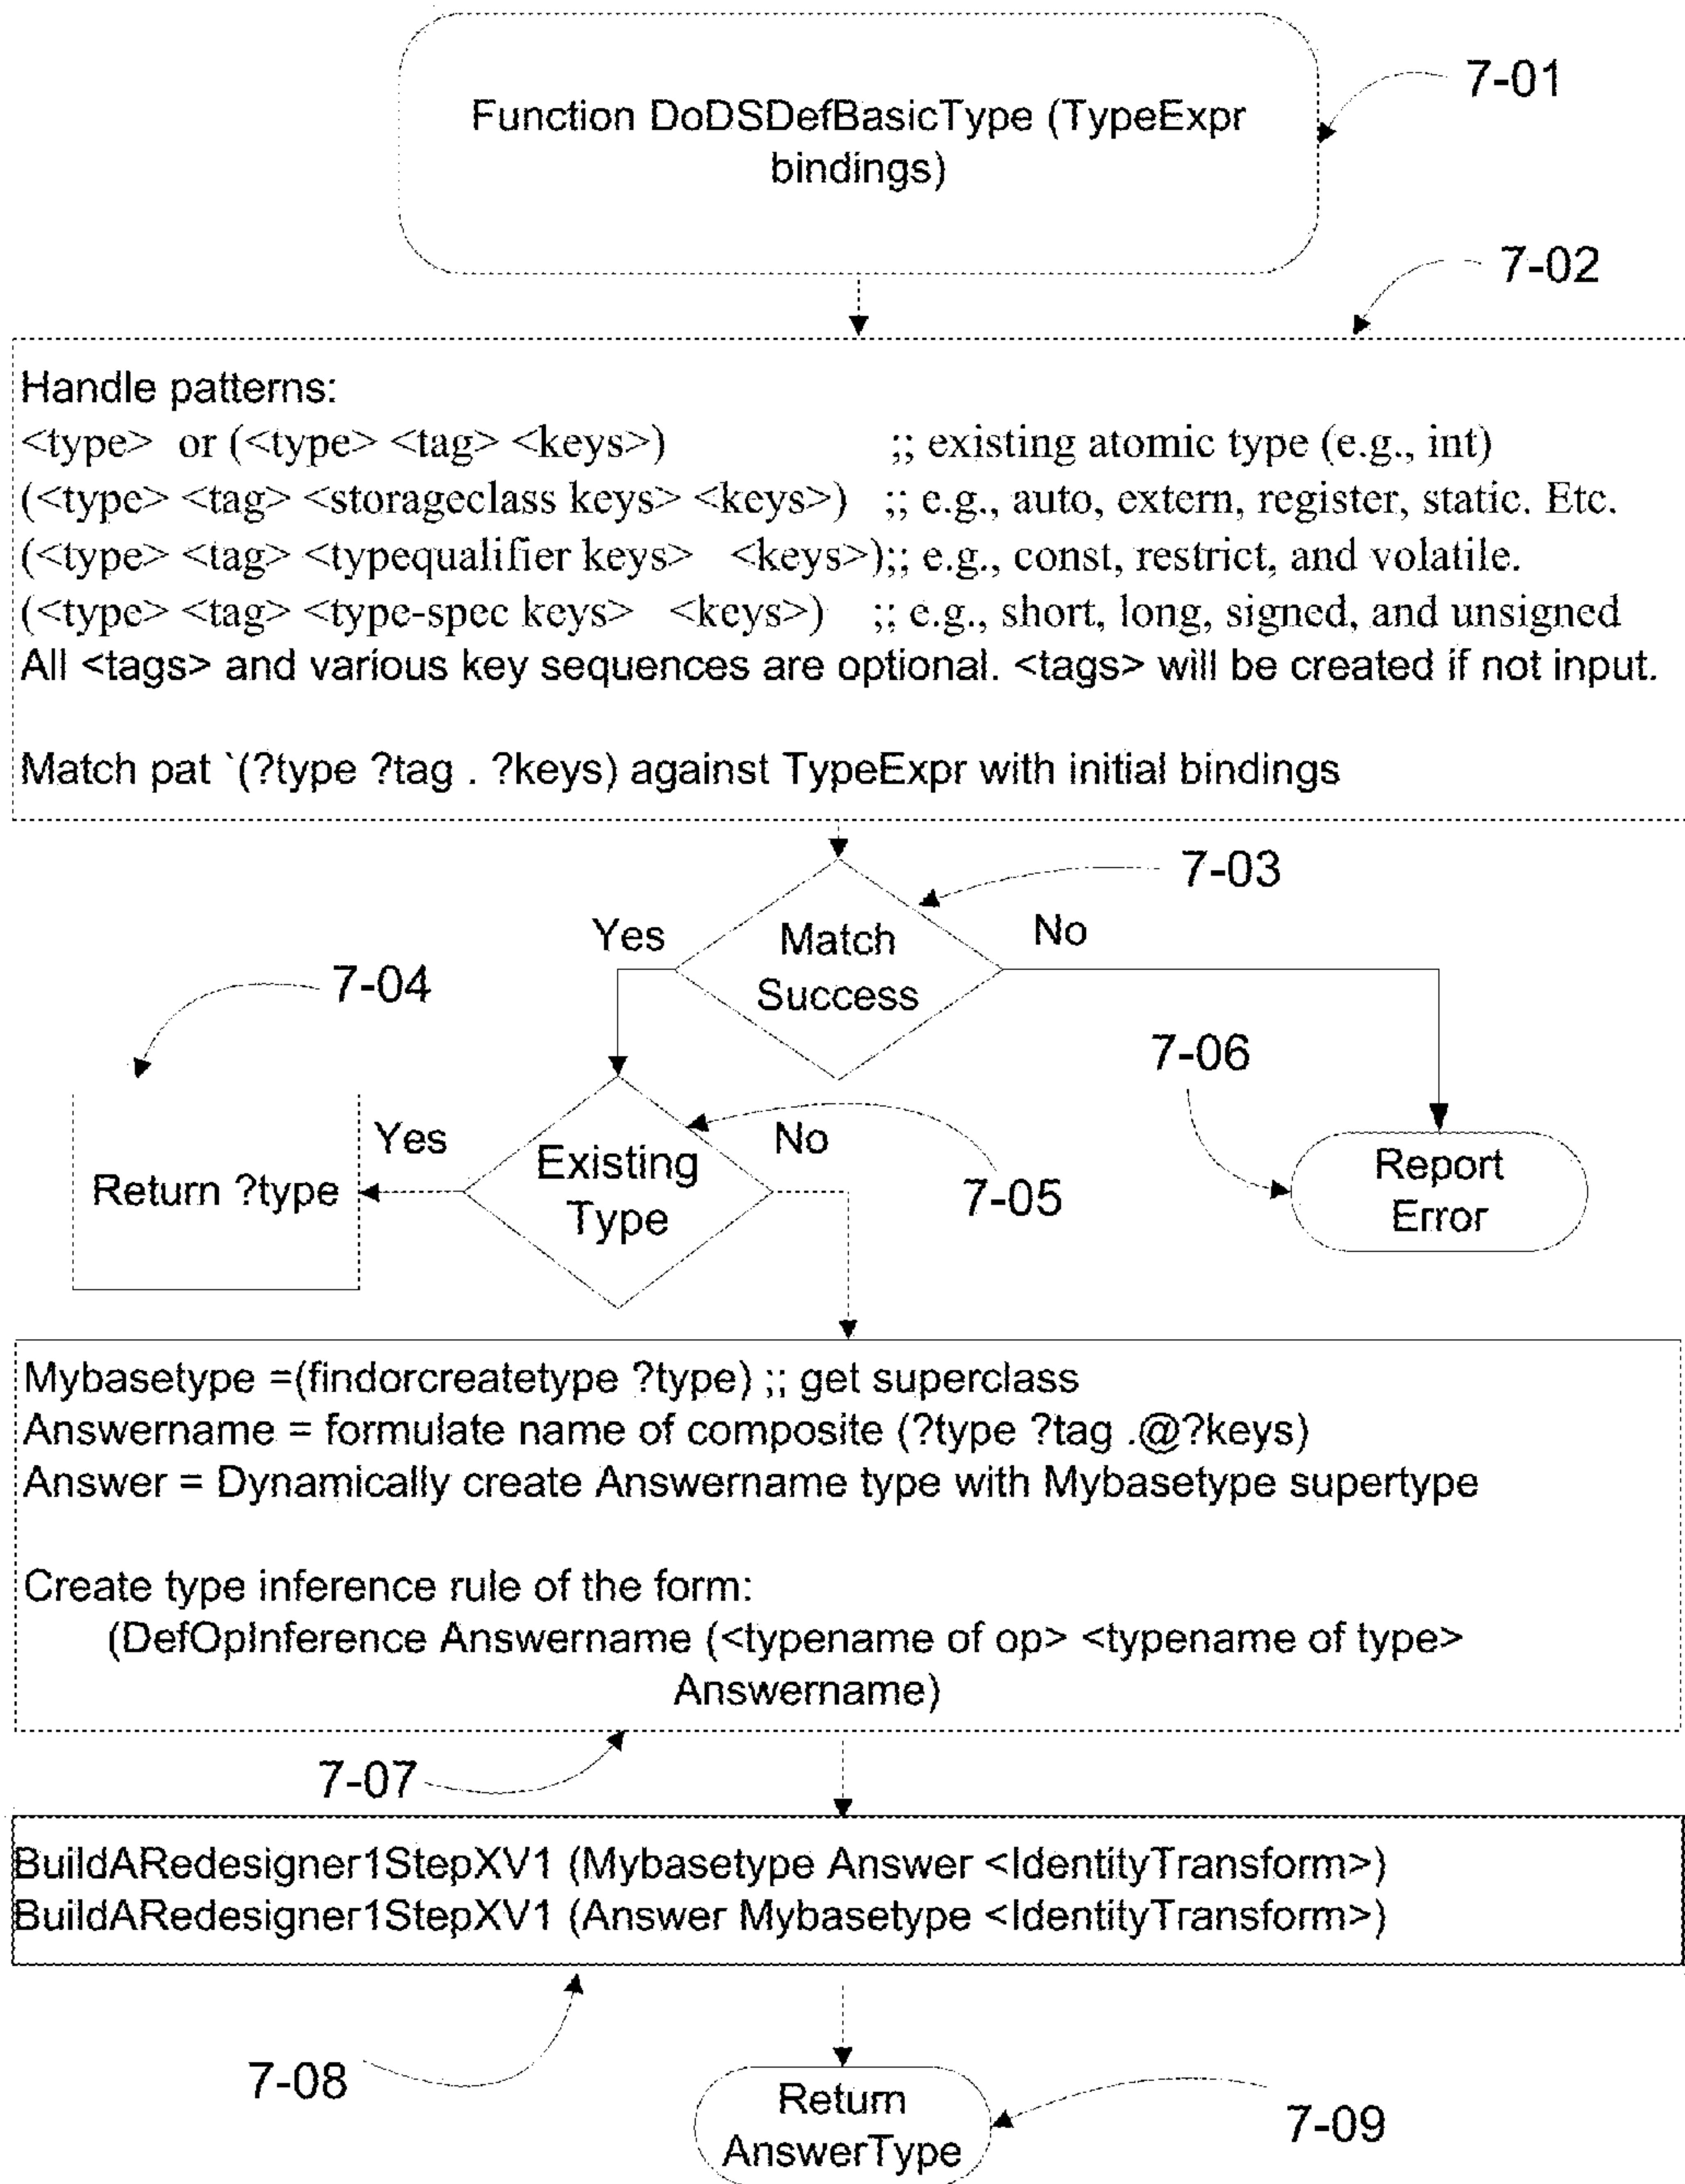 Function DoDSDefBasicType (TypeExpr
bindings)
7-01
7-02
Handle patterns:
<type> or (<type> <tag> <keys>) ;; existing atomic type (e.g., int)
(<type> <tag> <storageclass keys> <keys>) ;; e.g., auto, extern, register, static. Etc.
(<type> <tag> <typequalifier keys> <keys>);; e.g., const, restrict, and volatile.
(<type> <tag> <type-spec keys> <keys>) ;; e.g., short, long, signed, and unsigned
All <tags> and various key sequences are optional. <tags> will be created if not input.
Match pat `(?type ?tag . ?keys) against TypeExpr with initial bindings
7-03
Yes
Match
Success
No
7-04
7-06
Yes
Existing
Type
No
Return ?type
7-05
Report
Error
Mybasetype =(findorcreatetype ?type) ;; get superclass
Answername = formulate name of composite (?type ?tag .@?keys)
Answer = Dynamically create Answername type with Mybasetype supertype
Create type inference rule of the form:
(DefOpInference Answername (<typename of op> <typename of type>
Answername)
7-07
BuildARedesigner1StepXV1 (Mybasetype Answer <IdentityTransform>)
BuildARedesigner1StepXV1 (Answer Mybasetype <IdentityTransform>)
7-08
Return
AnswerType
7-09